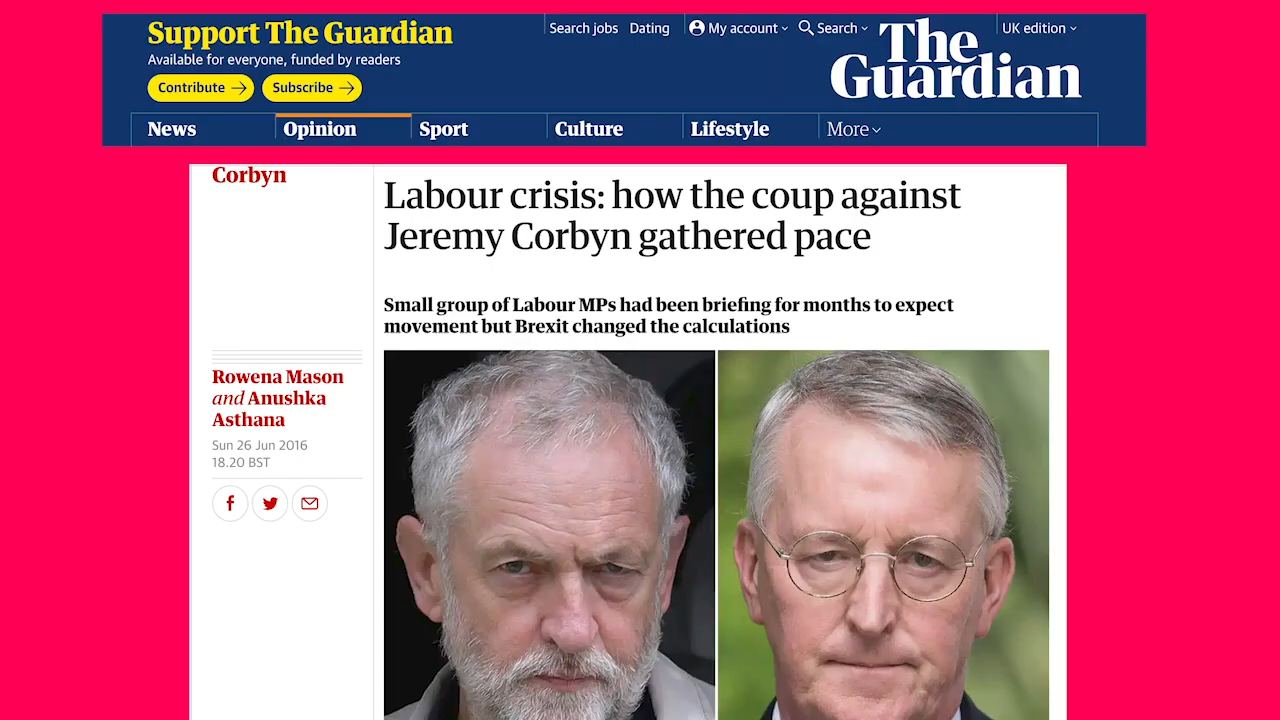 Support The Guardian
Available for everyone, funded by readers
Contribute
Subscribe
Search jobs
Dating
My account
Search
UK edition
The
Guardian
News
Opinion
Sport
Culture
Lifestyle
More
Corbyn
Labour crisis: how the coup against
Jeremy Corbyn gathered pace
Small group of Labour MPs had been briefing for months to expect
movement but Brexit changed the calculations
Rowena Mason
and Anushka
Asthana
Sun 26 Jun 2016
18.20 BST